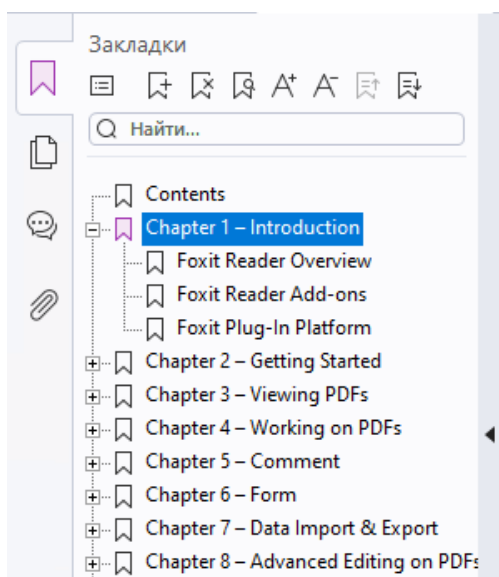 Закладки
A+ A-
Найти...
Contents
Chapter 1 – Introduction
Foxit Reader Overview
Foxit Reader Add-ons
Foxit Plug-In Platform
Chapter 2 – Getting Started
Chapter 3 – Viewing PDFs
Chapter 4 – Working on PDFs
Chapter 5 – Comment
Chapter 6 – Form
Chapter 7 – Data Import & Export
Chapter 8 – Advanced Editing on PDFs